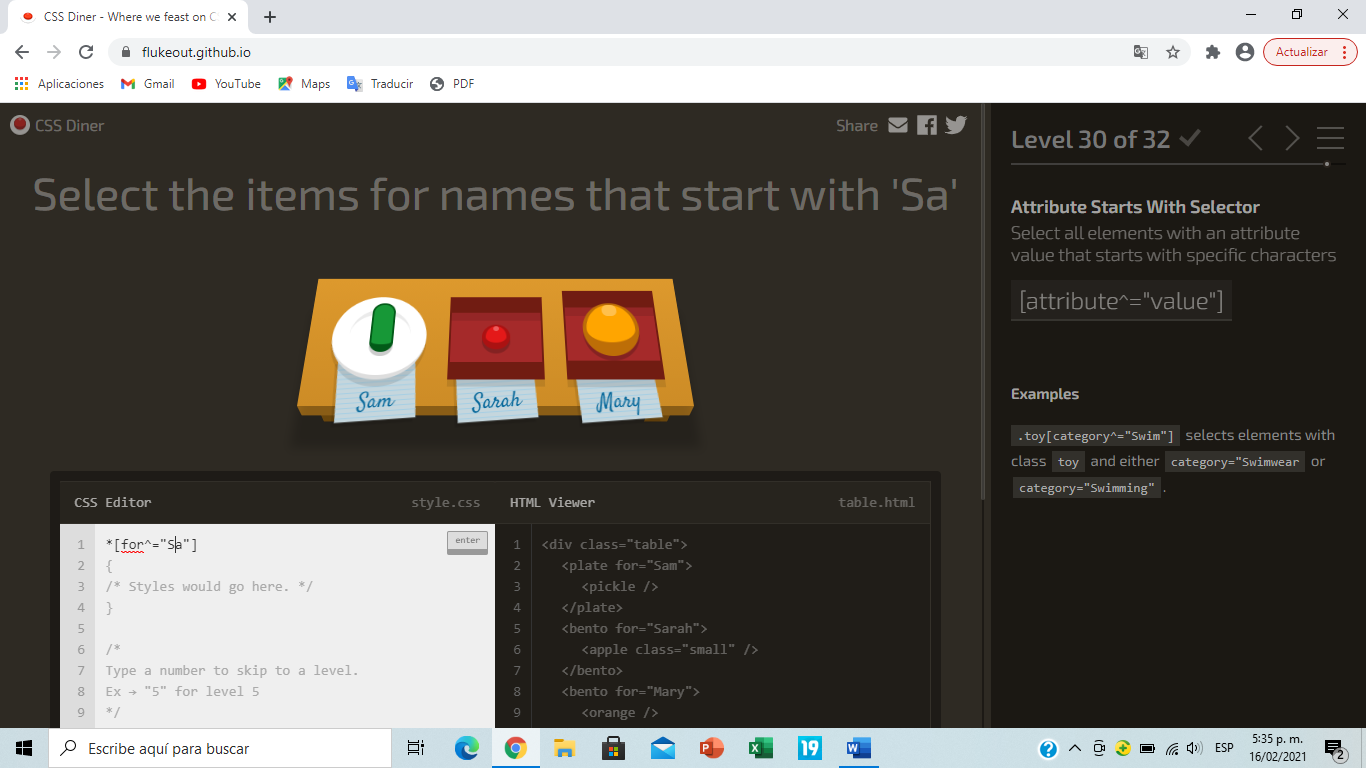 CSS Diner - Where we feast on C
flukeout.github.io
Actualizar
Aplicaciones
Gmail
YouTube
Maps
Traducir
PDF
CSS Diner
Share
Select the items for names that start with 'Sa'
Sam
Sarah
Mary
CSS Editor
style.css
1 *[for^="Sa"]
enter
2 {
3 /* Styles would go here. */
4 }
5
6 /*
7 Type a number to skip to a level.
8 Ex → "5" for level 5
9 */
HTML Viewer
table.html
1 <div class="table">
2 <plate for="Sam">
3 <pickle />
4 </plate>
5 <bento for="Sarah">
6 <apple class="small" />
7 </bento>
8 <bento for="Mary">
9 <orange />
Level 30 of 32
Attribute Starts With Selector
Select all elements with an attribute
value that starts with specific characters
[attribute^="value"]
Examples
.toy[category^="Swim"] selects elements with
class toy and either category="Swimwear or
category="Swimming" .
Escribe aquí para buscar
19
ESP
5:35 p. m.
16/02/2021
2